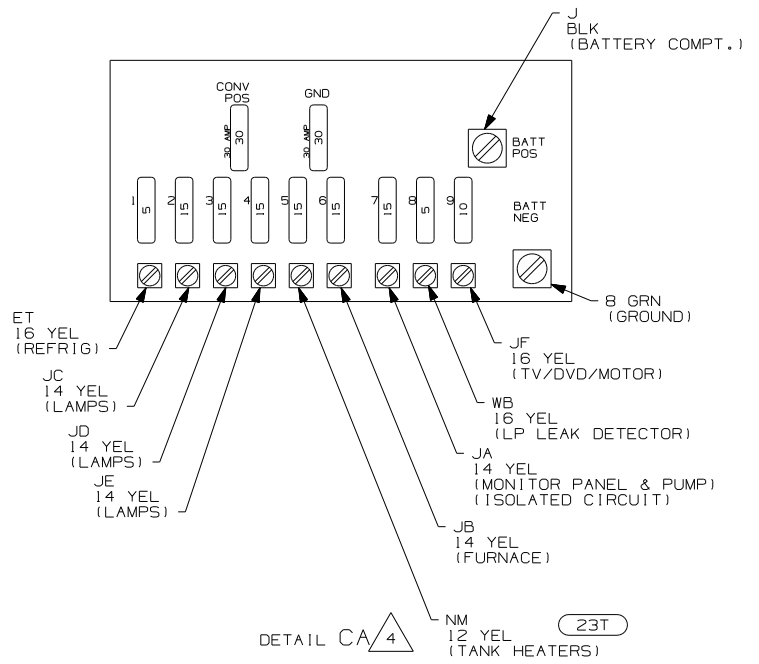 J
BLK
(BATTERY COMPT.)
CONV
POS
GND
30 AMP
30
30 AMP
30
BATT
POS
1
5
2
15
3
15
4
15
5
15
6
15
7
15
8
5
9
10
BATT
NEG
8 GRN
(GROUND)
ET
16 YEL
(REFRIG)
JF
16 YEL
(TV/DVD/MOTOR)
JC
14 YEL
(LAMPS)
WB
16 YEL
(LP LEAK DETECTOR)
JD
14 YEL
(LAMPS)
JA
14 YEL
(MONITOR PANEL & PUMP)
(ISOLATED CIRCUIT)
JE
14 YEL
(LAMPS)
JB
14 YEL
(FURNACE)
NM
12 YEL
(TANK HEATERS)
23T
DETAIL CA 4